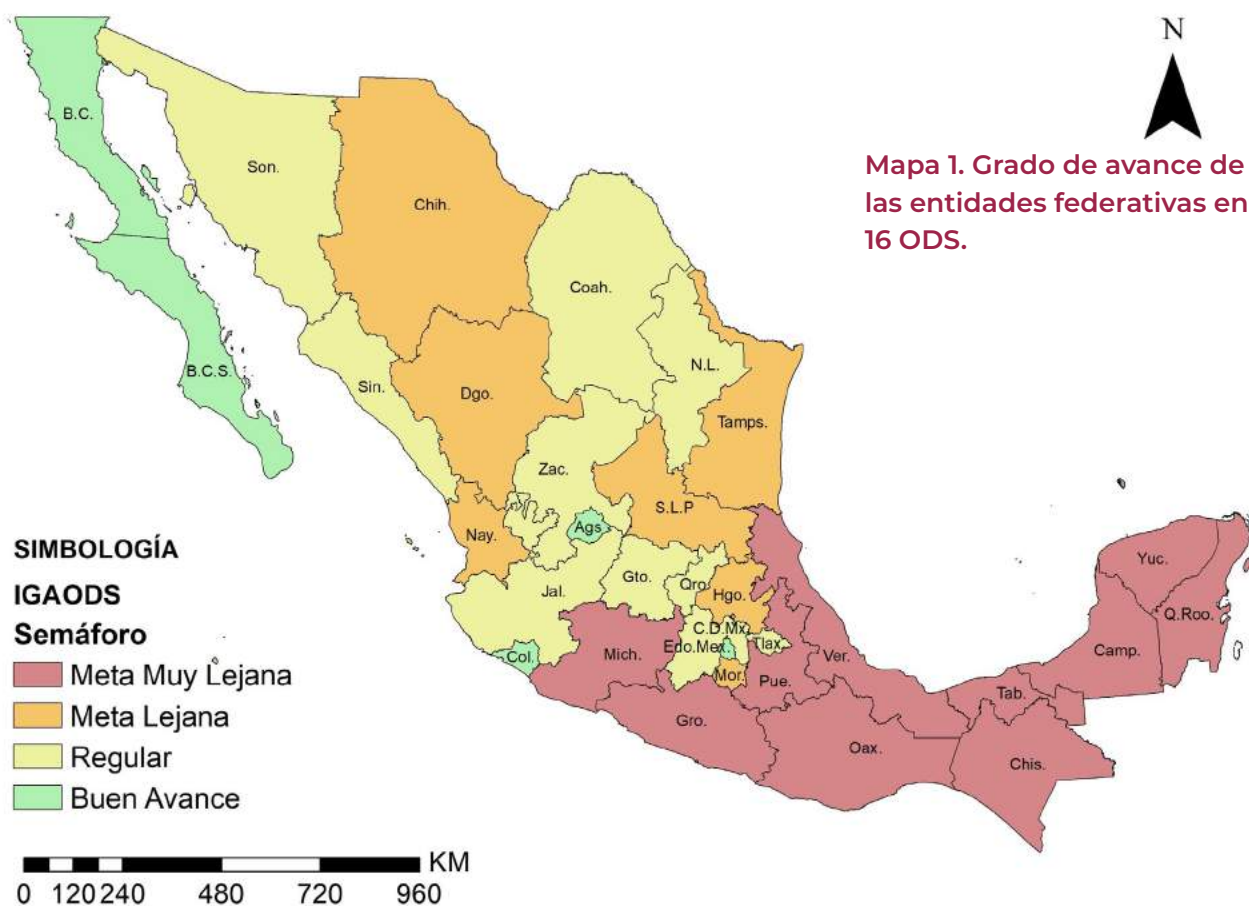 N
Mapa 1. Grado de avance de
las entidades federativas en
16 ODS.
B.C.
Son.
Chih.
Coah.
B.C.S.
Sin.
Dgo.
N.L.
Tamps.
Zac.
S.L.P
Nay.
Ags
Jal.
Gto.
Qro
Hgo.
C.D.Mx.
Edo.Mex.
Tlax.
Col.
Mich.
Mor.
Pue.
Ver.
Gro.
Oax.
Tab.
Chis.
Camp.
Yuc.
Q.Roo.
SIMBOLOGÍA
IGAODS
Semáforo
Meta Muy Lejana
Meta Lejana
Regular
Buen Avance
KM
0 120 240 480 720 960